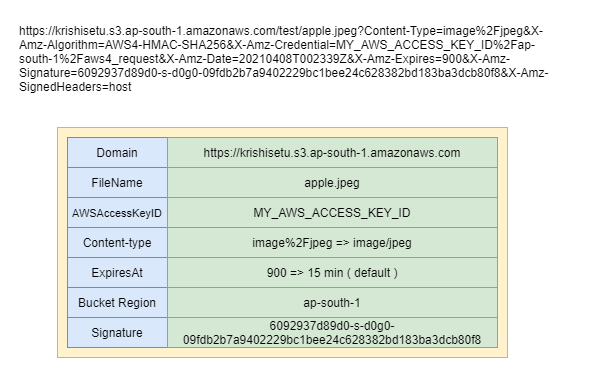 https://krishisetu.s3.ap-south-1.amazonaws.com/test/apple.jpeg?Content-Type=image%2Fjpeg&X-
Amz-Algorithm=AWS4-HMAC-SHA256&X-Amz-Credential=MY_AWS_ACCESS_KEY_ID%2Fap-
south-1%2Faws4_request&X-Amz-Date=20210408T002339Z&X-Amz-Expires=900&X-Amz-
Signature=6092937d89d0-s-d0g0-09fdb2b7a9402229bc1bee24c628382bd183ba3dcb80f8&X-Amz-
SignedHeaders=host
Domain https://krishisetu.s3.ap-south-1.amazonaws.com
FileName apple.jpeg
AWSAccessKeyID MY_AWS_ACCESS_KEY_ID
Content-type image%2Fjpeg => image/jpeg
ExpiresAt 900 => 15 min ( default )
Bucket Region ap-south-1
Signature 6092937d89d0-s-d0g0-
09fdb2b7a9402229bc1bee24c628382bd183ba3dcb80f8